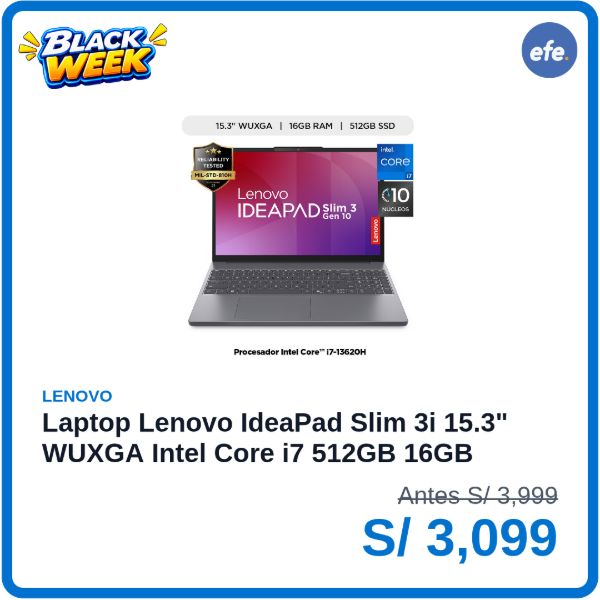 BLACK
WEEK
efe.
15.3" WUXGA | 16GB RAM | 512GB SSD
RELIABILITY
TESTED
MIL-STD-810H
intel.
CORE
i7
10
NÚCLEOS
Lenovo
IDEAPAD Slim 3
Gen 10
Lenovo
Procesador Intel Core™ i7-13620H
LENOVO
Laptop Lenovo IdeaPad Slim 3i 15.3"
WUXGA Intel Core i7 512GB 16GB
Antes S/ 3,999
S/ 3,099